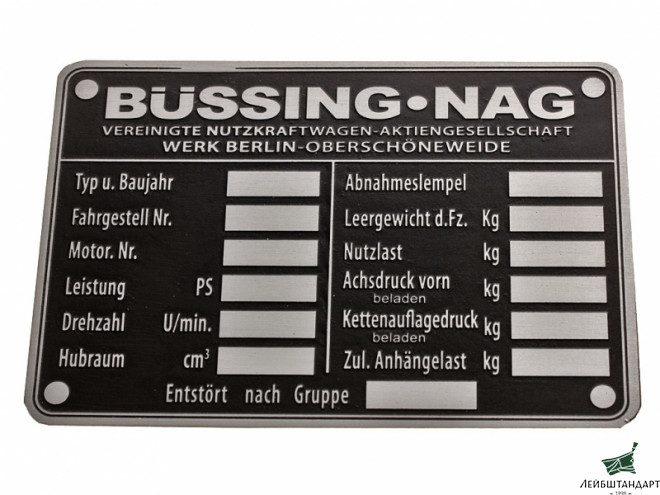 BÜSSING•NAG
VEREINIGTE NUTZKRAFTWAGEN-AKTIENGESELLSCHAFT
WERK BERLIN-OBERSCHÖNEWEIDE
Typ u. Baujahr
Fahrgestell Nr.
Motor. Nr.
Leistung PS
Drehzahl U/min.
Hubraum cm³
Abnahmeslempel
Leergewicht d.Fz. Kg
Nutzlast kg
Achsdruck vorn kg
beladen
Kettenauflagedruck kg
beladen
Zul. Anhängelast kg
Entstört nach Gruppe
ЛЕЙБШТАНДАРТ